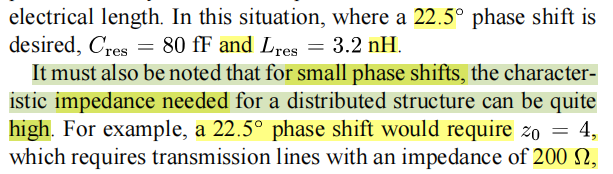 electrical length. In this situation, where a 22.5° phase shift is
desired, C_res = 80 fF and L_res = 3.2 nH.
It must also be noted that for small phase shifts, the character-
istic impedance needed for a distributed structure can be quite
high. For example, a 22.5° phase shift would require z_0 = 4,
which requires transmission lines with an impedance of 200 Ω,